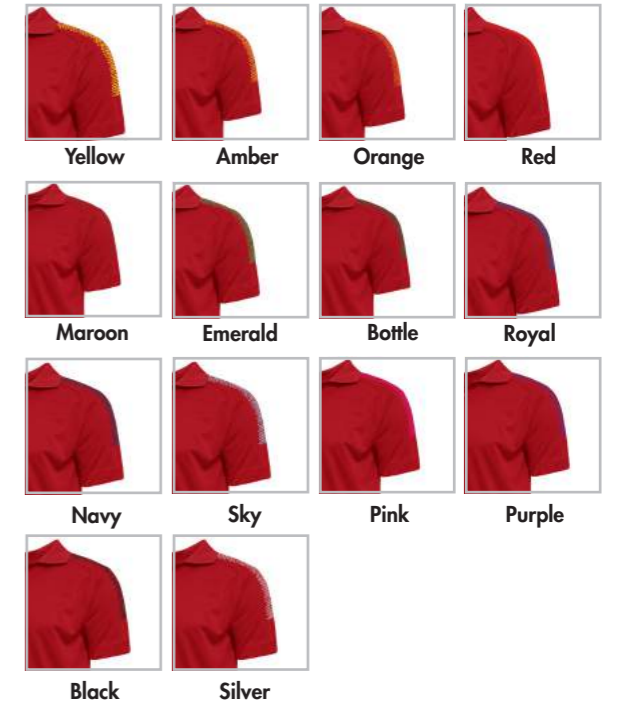 Yellow Amber Orange Red
Maroon Emerald Bottle Royal
Navy Sky Pink Purple
Black Silver